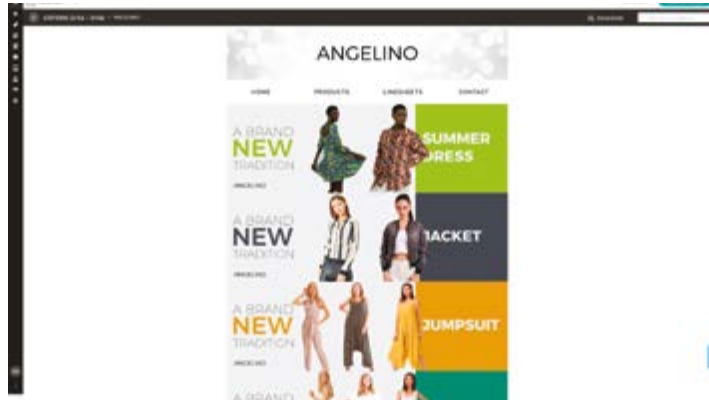 ANGELINO
HOME PRODUCTS LINESHEETS CONTACT
A BRAND
NEW
TRADITION
ANGELINO
SUMMER
DRESS
A BRAND
NEW
TRADITION
ANGELINO
JACKET
A BRAND
NEW
TRADITION
ANGELINO
JUMPSUIT
A BRAND